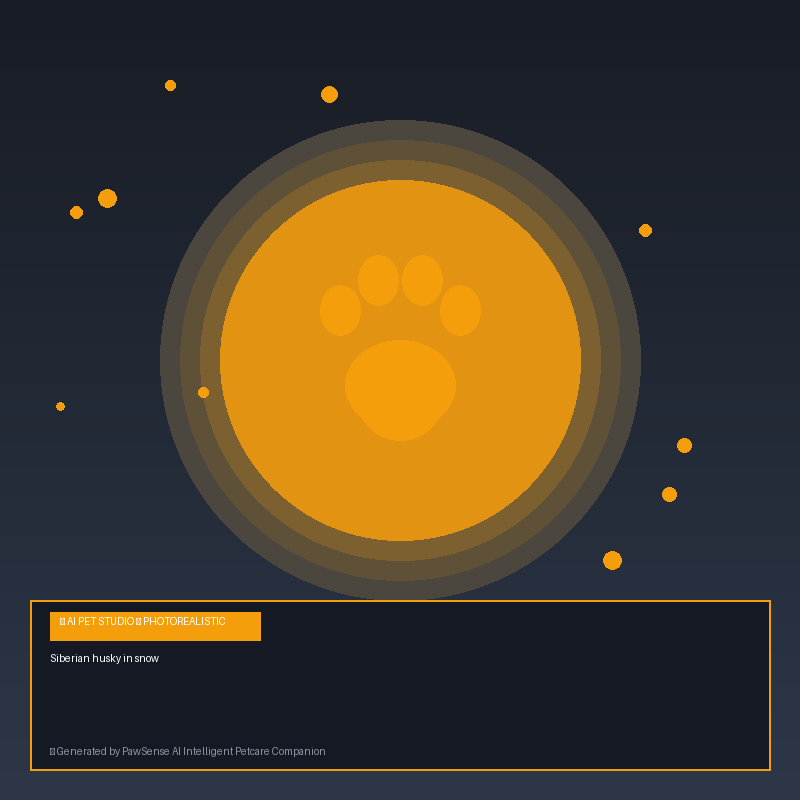 AI PET STUDIO PHOTOREALISTIC
Siberian husky in snow
Generated by PawSense AI Intelligent Petcare Companion